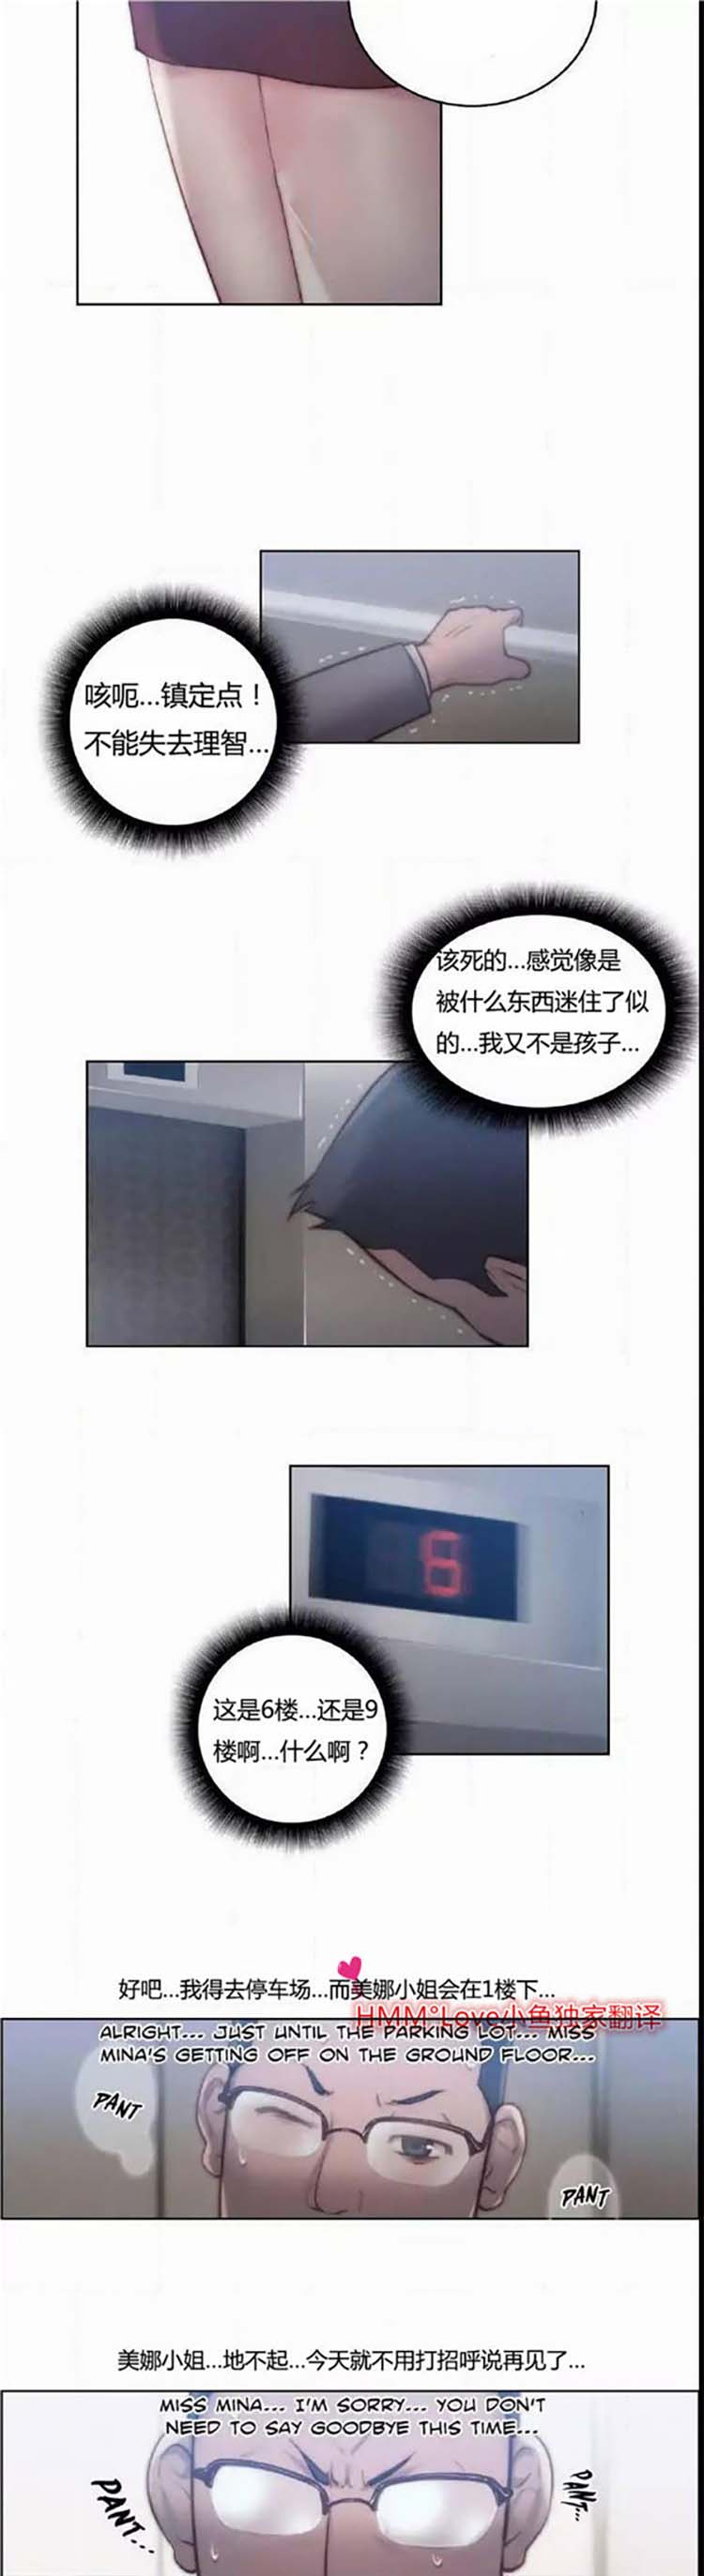 咳呃...镇定点！
不能失去理智...
该死的...感觉像是
被什么东西迷住了似
的...我又不是孩子...
6
这是6楼...还是9
楼啊...什么啊？
好吧...我得去停车场...而美娜小姐会在1楼下...
HMM°Love小鱼独家翻译
ALRIGHT... JUST UNTIL THE PARKING LOT... MISS
MINA'S GETTING OFF ON THE GROUND FLOOR...
PANT
PANT
美娜小姐...地不起...今天就不用打招呼说再见了...
MISS MINA... I'M SORRY... YOU DON'T
NEED TO SAY GOODBYE THIS TIME...
PANT...
PANT...